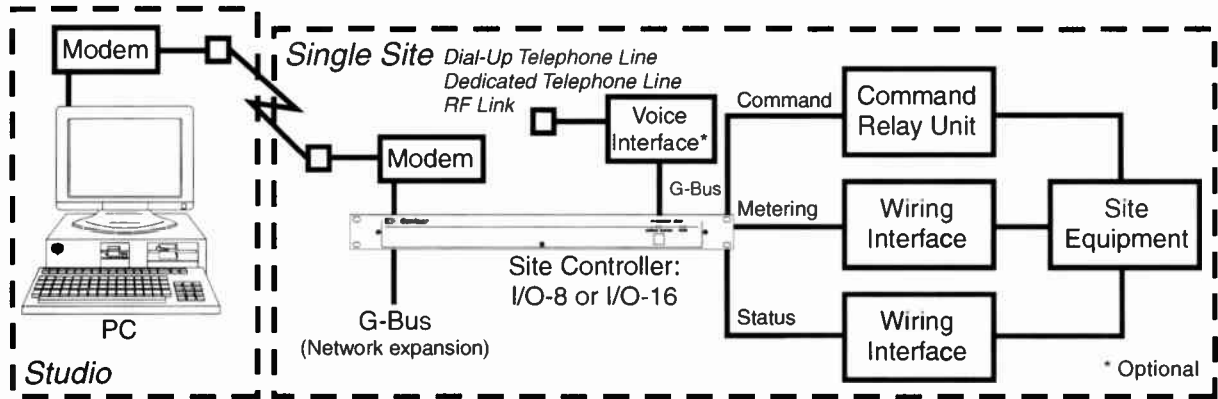 Modem
PC
Studio
Single Site
Dial-Up Telephone Line
Dedicated Telephone Line
RF Link
Modem
Voice
Interface*
G-Bus
Site Controller:
I/O-8 or I/O-16
G-Bus
(Network expansion)
Command
Metering
Status
Command
Relay Unit
Wiring
Interface
Wiring
Interface
Site
Equipment
* Optional